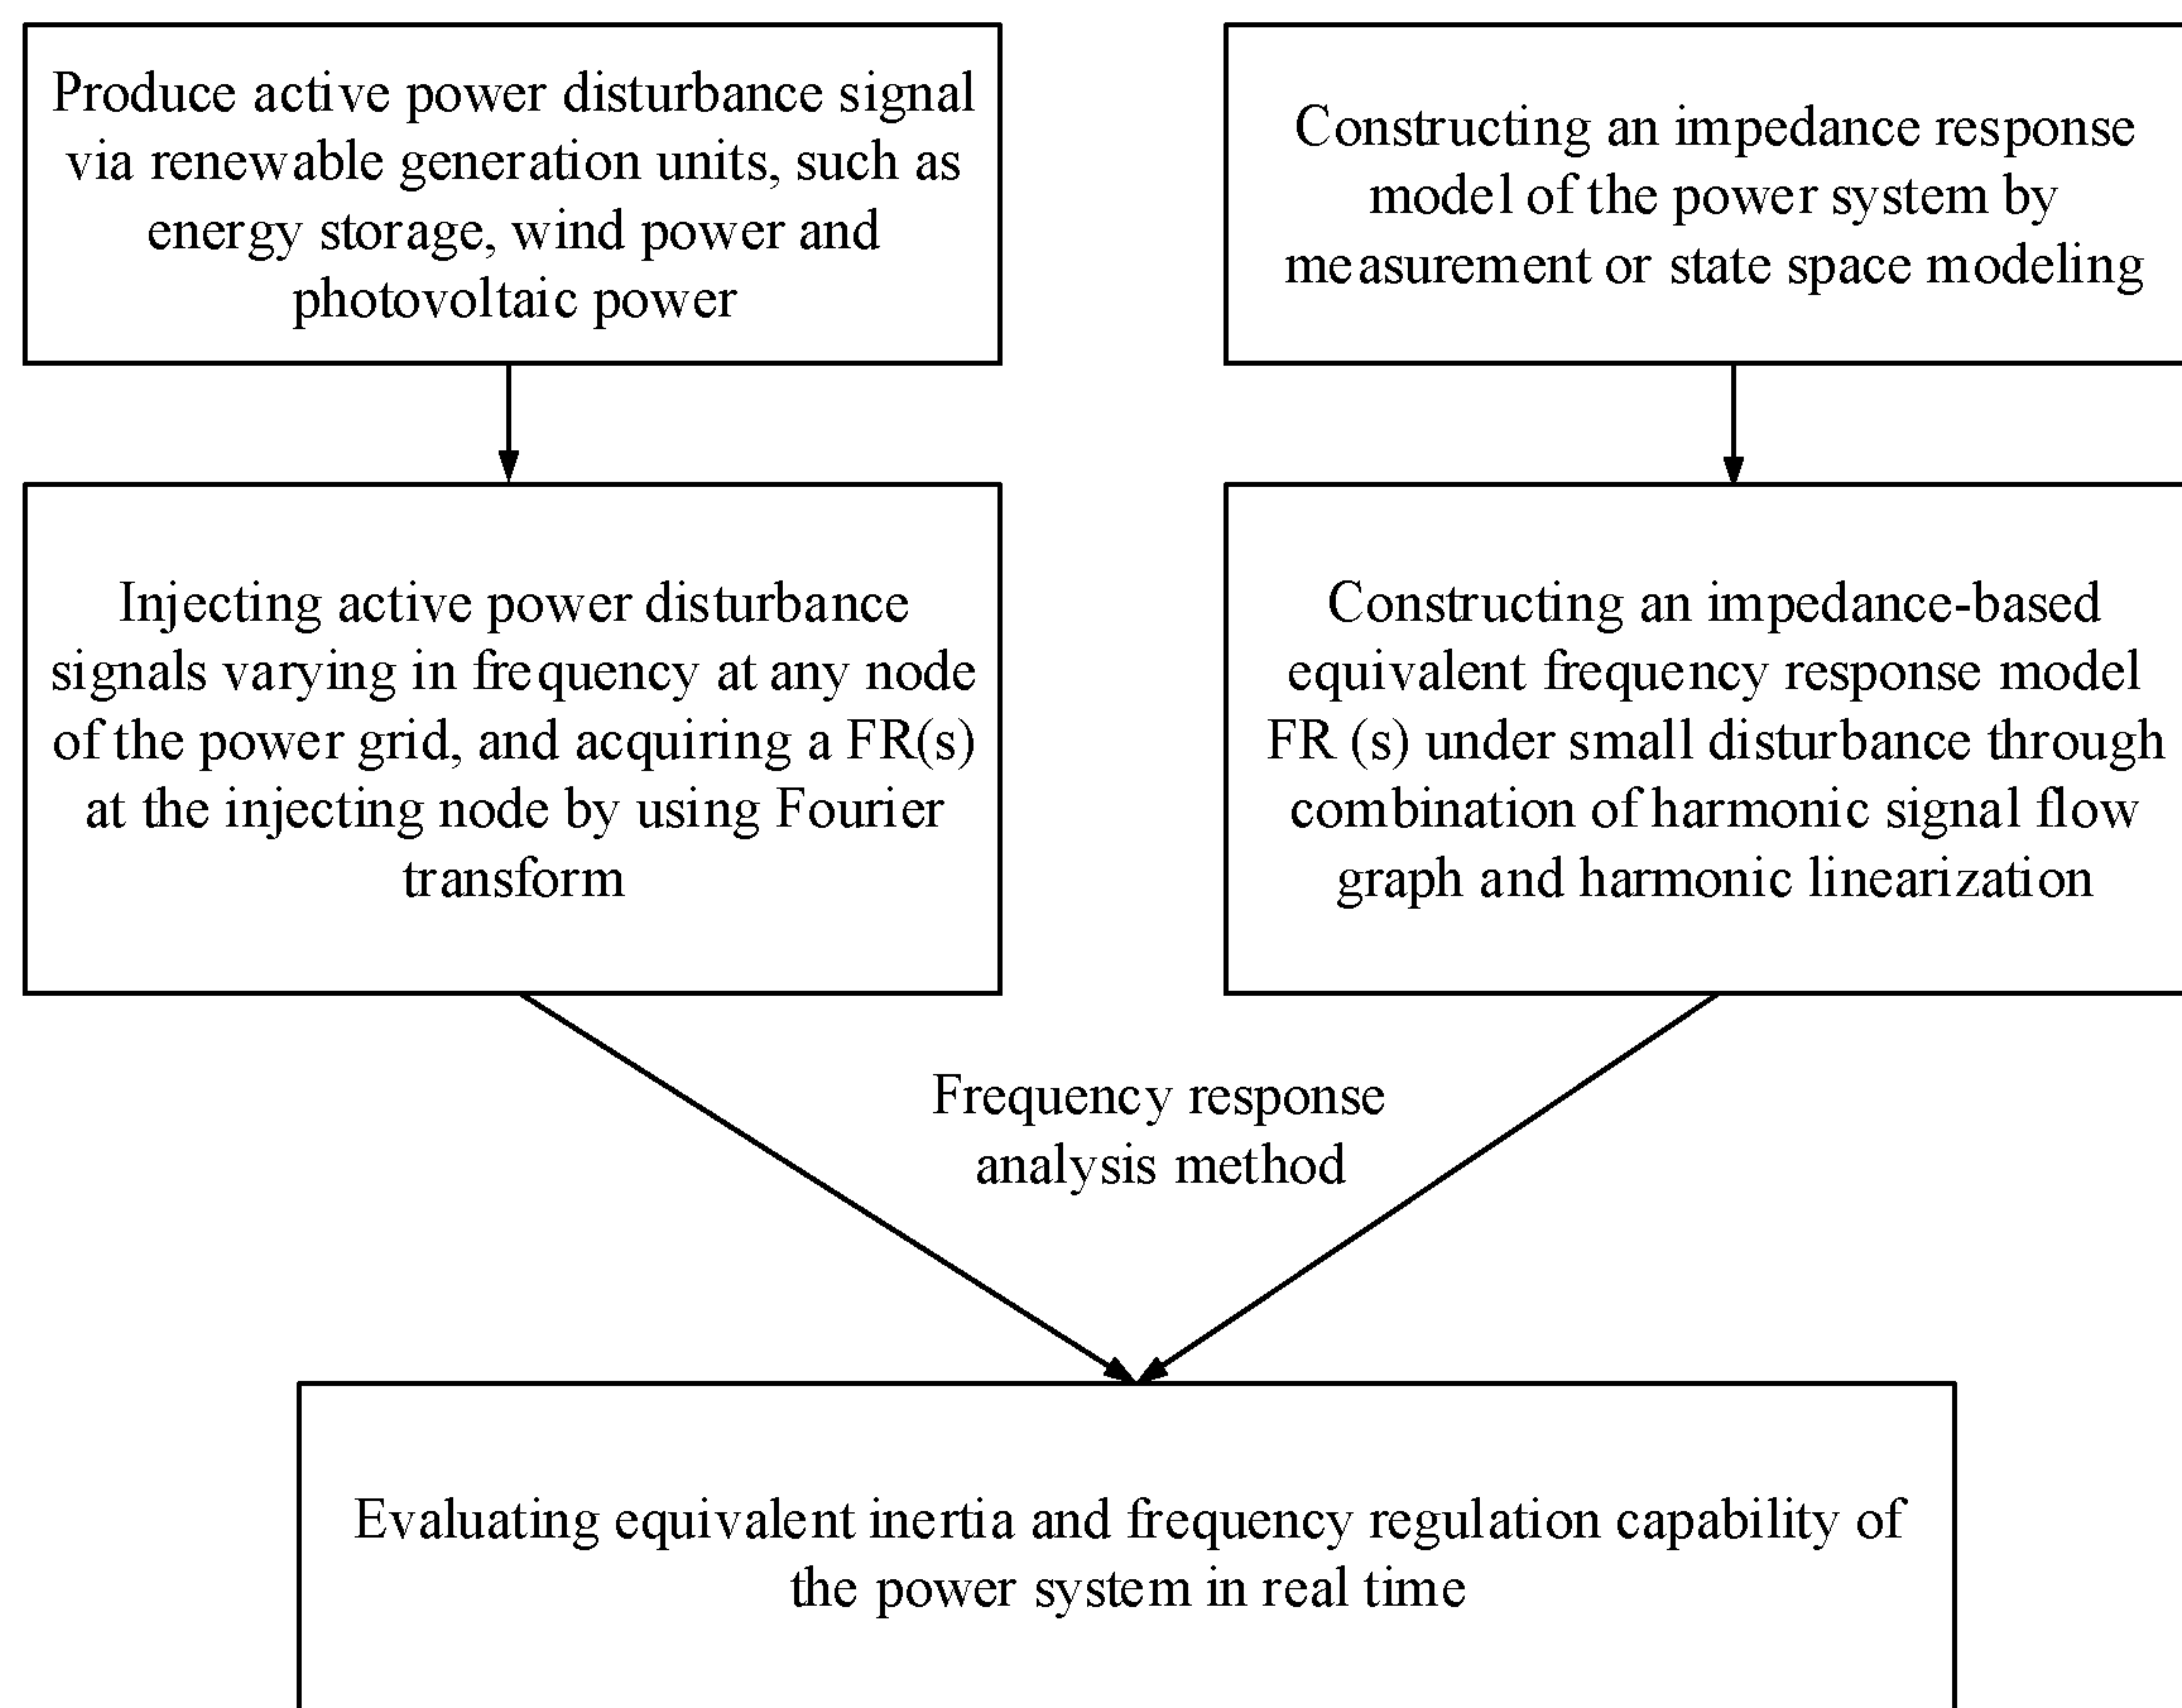 Produce active power disturbance signal
via renewable generation units, such as
energy storage, wind power and
photovoltaic power
Constructing an impedance response
model of the power system by
measurement or state space modeling
Injecting active power disturbance
signals varying in frequency at any node
of the power grid, and acquiring a FR(s)
at the injecting node by using Fourier
transform
Constructing an impedance-based
equivalent frequency response model
FR (s) under small disturbance through
combination of harmonic signal flow
graph and harmonic linearization
Frequency response
analysis method
Evaluating equivalent inertia and frequency regulation capability of
the power system in real time